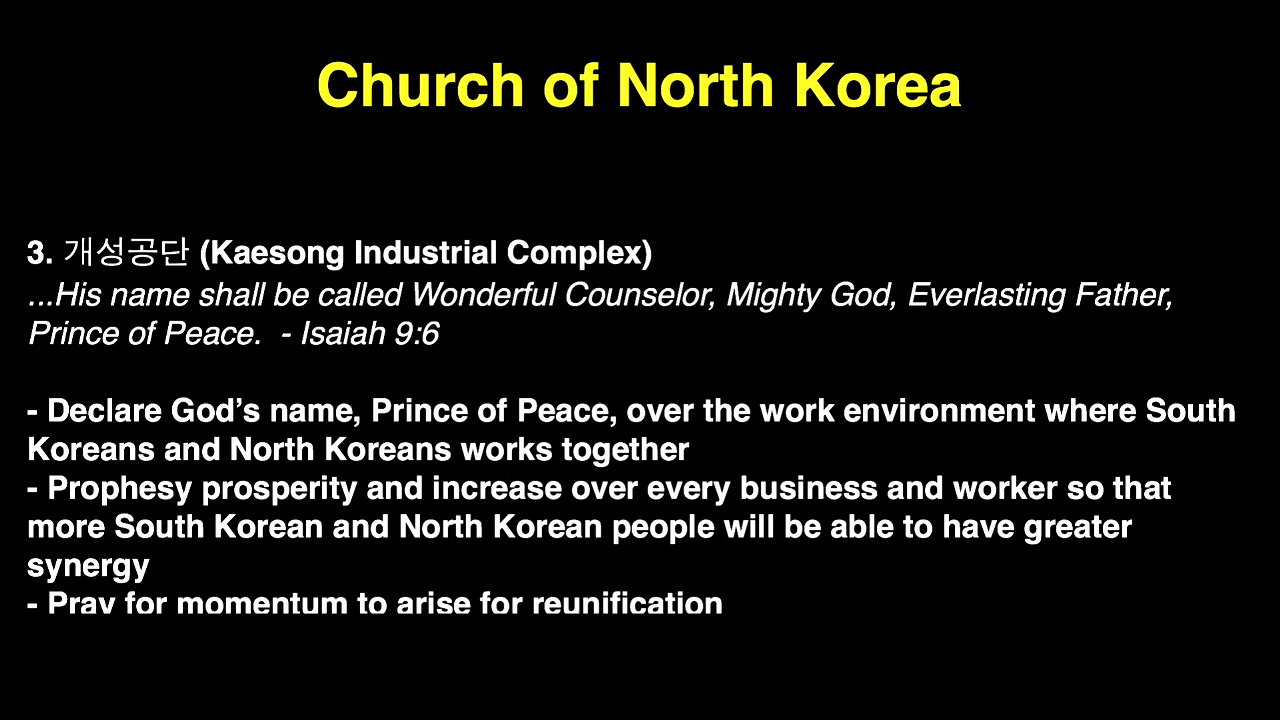 Church of North Korea
3. 개성공단 (Kaesong Industrial Complex)
...His name shall be called Wonderful Counselor, Mighty God, Everlasting Father,
Prince of Peace.  - Isaiah 9:6
- Declare God’s name, Prince of Peace, over the work environment where South
Koreans and North Koreans works together
- Prophesy prosperity and increase over every business and worker so that
more South Korean and North Korean people will be able to have greater
synergy
- Pray for momentum to arise for reunification